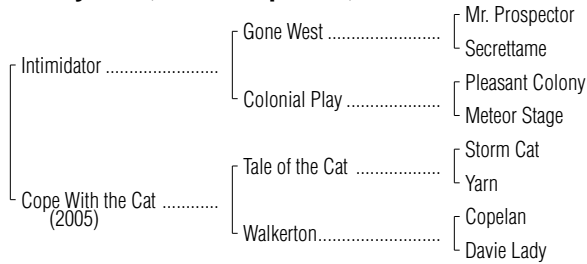 Mr. Prospector
Gone West
Secrettame
Intimidator
Pleasant Colony
Colonial Play
Meteor Stage
Storm Cat
Tale of the Cat
Yarn
Cope With the Cat
(2005)
Copelan
Walkerton
Davie Lady